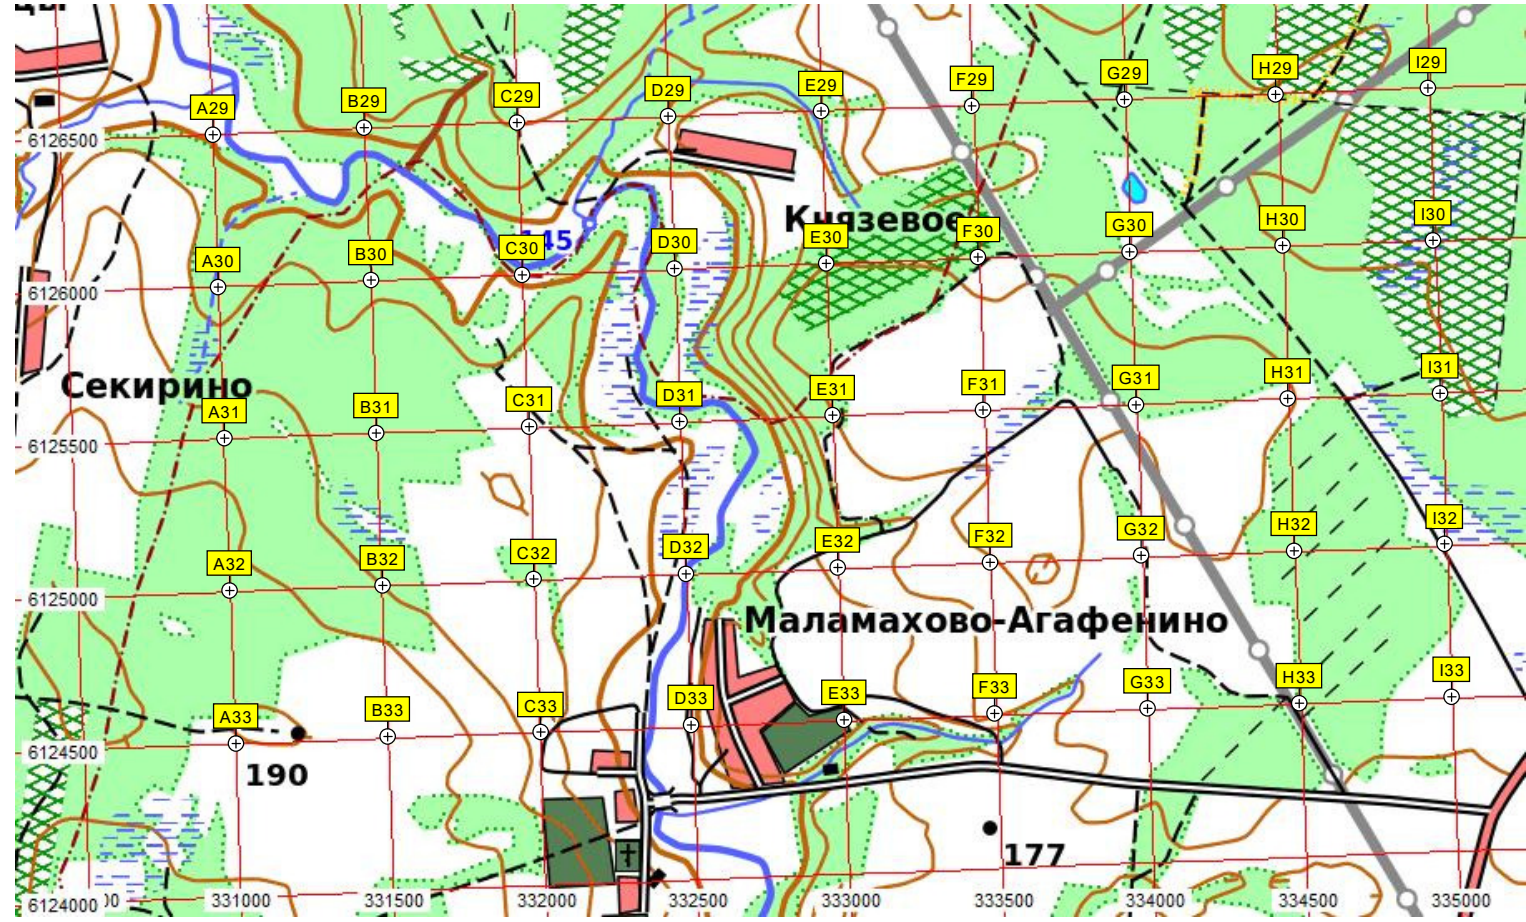 цы
A29 B29 C29 D29 E29 F29 G29 H29 I29
6126500
Князевое
145
A30 B30 C30 D30 E30 F30 G30 H30 I30
6126000
Секирино
A31 B31 C31 D31 E31 F31 G31 H31 I31
6125500
A32 B32 C32 D32 E32 F32 G32 H32 I32
6125000
Маламахово-Агафенино
A33 B33 C33 D33 E33 F33 G33 H33 I33
6124500
190
177
6124000 331000 331500 332000 332500 333000 333500 334000 334500 335000